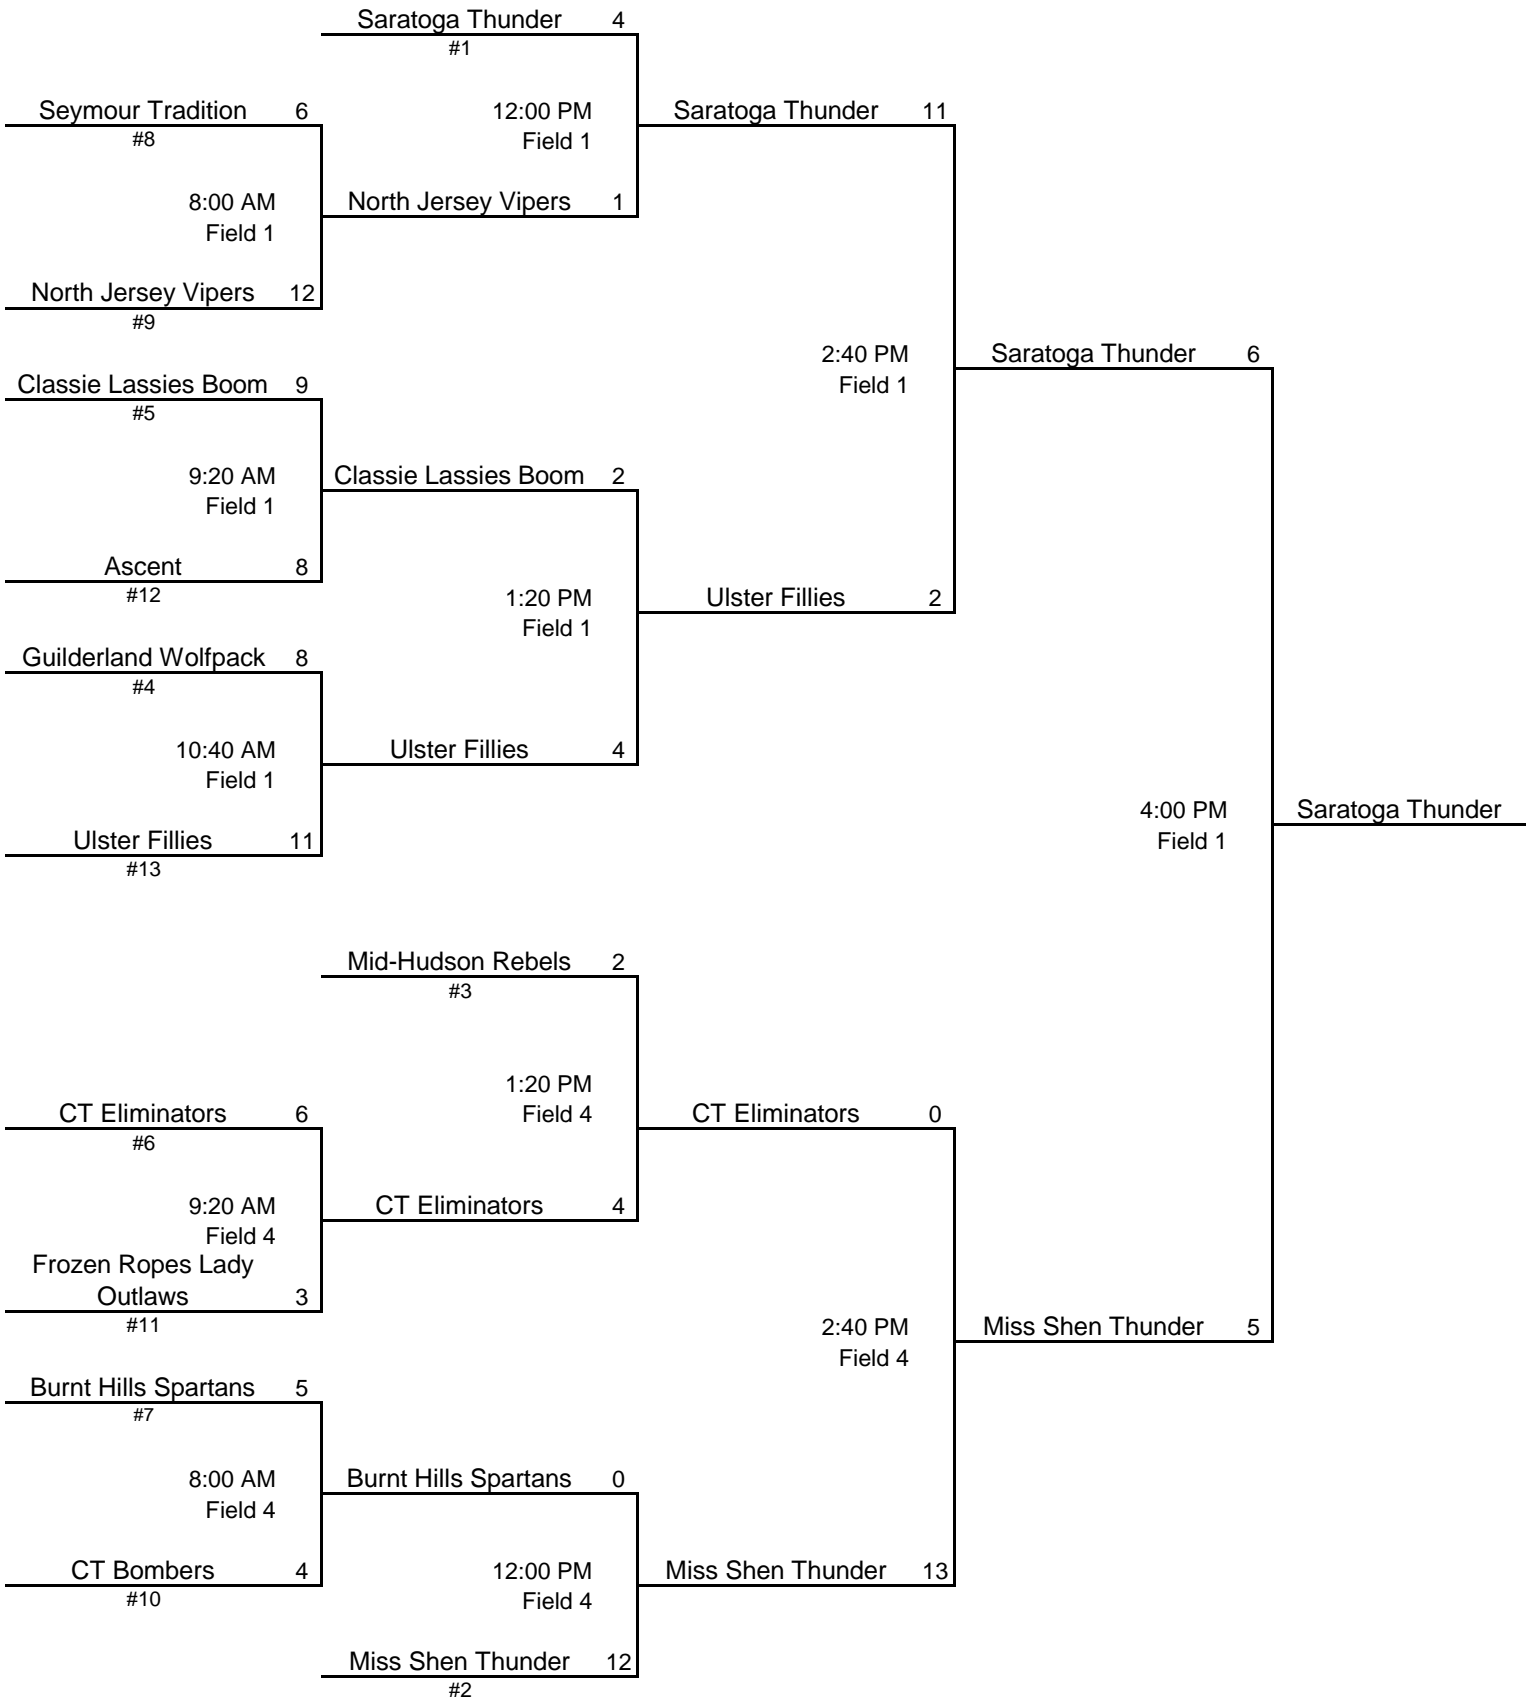 Saratoga Thunder 4
#1
Seymour Tradition 6
#8
12:00 PM
Field 1
Saratoga Thunder 11
8:00 AM
Field 1
North Jersey Vipers 1
North Jersey Vipers 12
#9
2:40 PM
Field 1
Saratoga Thunder 6
Classie Lassies Boom 9
#5
9:20 AM
Field 1
Classie Lassies Boom 2
Ascent 8
#12
1:20 PM
Field 1
Ulster Fillies 2
Guilderland Wolfpack 8
#4
10:40 AM
Field 1
Ulster Fillies 4
Ulster Fillies 11
#13
4:00 PM
Field 1
Saratoga Thunder
Mid-Hudson Rebels 2
#3
1:20 PM
Field 4
CT Eliminators 6
#6
CT Eliminators 0
9:20 AM
Field 4
CT Eliminators 4
Frozen Ropes Lady
Outlaws 3
#11
2:40 PM
Field 4
Miss Shen Thunder 5
Burnt Hills Spartans 5
#7
8:00 AM
Field 4
Burnt Hills Spartans 0
CT Bombers 4
#10
12:00 PM
Field 4
Miss Shen Thunder 13
Miss Shen Thunder 12
#2